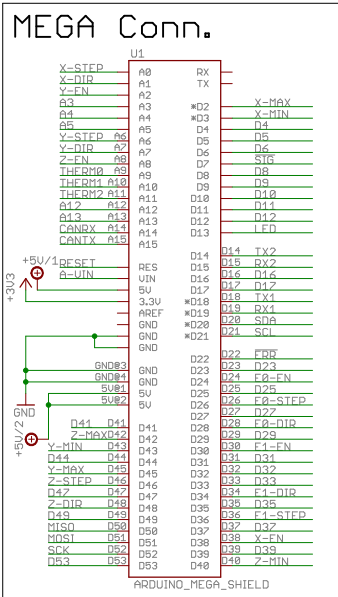 MEGA Conn.
U1
X-STEP A0 RX
X-DIR A1 TX
Y-EN A2
A3 A3 *D2 X-MAX
A4 A4 *D3 X-MIN
A5 A5 D4 D4
Y-STEP A6 A6 D5 D5
Y-DIR A7 A7 D6 D6
Z-EN A8 A8 D7 SIG
THERM0 A9 A9 D8 D8
THERM1 A10 A10 D9 D9
THERM2 A11 A11 D10 D10
A12 A12 A12 D11 D11
A13 A13 A13 D12 D12
CANRX A14 A14 D13 LED
CANTX A15 A15
D14 D14 TX2
RESET RES D15 D15 RX2
A-VIN VIN D16 D16 D16
+5V/1 5V D17 D17 D17
+3V3 3.3V *D18 D18 TX1
AREF *D19 D19 RX1
GND *D20 D20 SDA
GND *D21 D21 SCL
GND
D22 D22 ERR
GND@3 GND D23 D23 D23
GND@4 GND D24 D24 E0-EN
5V@1 5V D25 D25 D25
5V@2 5V D26 D26 E0-STEP
GND D27 D27 D27
+5V/2
D41 D41 D41 D28 D28 E0-DIR
Z-MAX D42 D42 D29 D29 D29
Y-MIN D43 D43 D30 D30 E1-EN
D44 D44 D44 D31 D31 D31
Y-MAX D45 D45 D32 D32 D32
Z-STEP D46 D46 D33 D33 D33
D47 D47 D47 D34 D34 E1-DIR
Z-DIR D48 D48 D35 D35 D35
D49 D49 D49 D36 D36 E1-STEP
MISO D50 D50 D37 D37 D37
MOSI D51 D51 D38 D38 X-EN
SCK D52 D52 D39 D39 D39
D53 D53 D53 D40 D40 Z-MIN
ARDUINO_MEGA_SHIELD